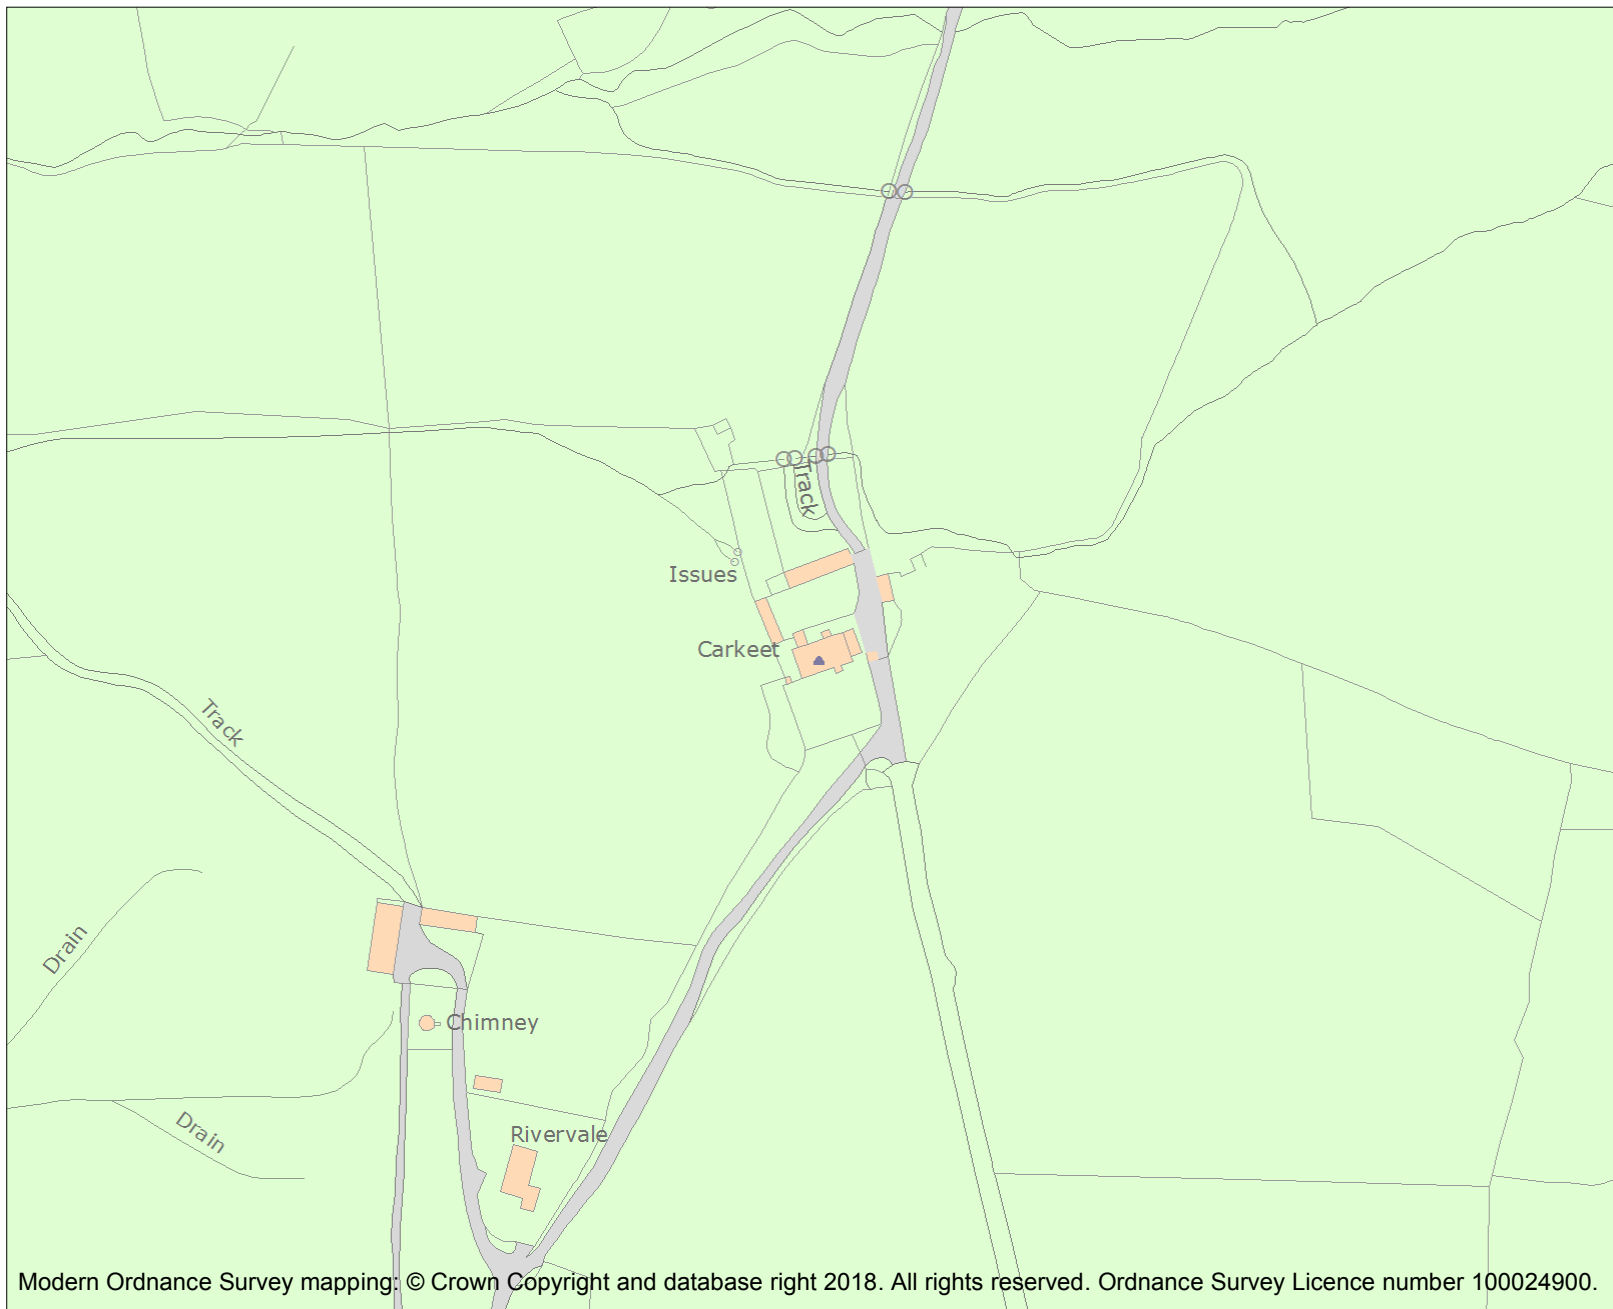 Track
Issues
Carkeet
Track
Drain
Chimney
Drain
Rivervale
Modern Ordnance Survey mapping: © Crown Copyright and database right 2018. All rights reserved. Ordnance Survey Licence number 100024900.